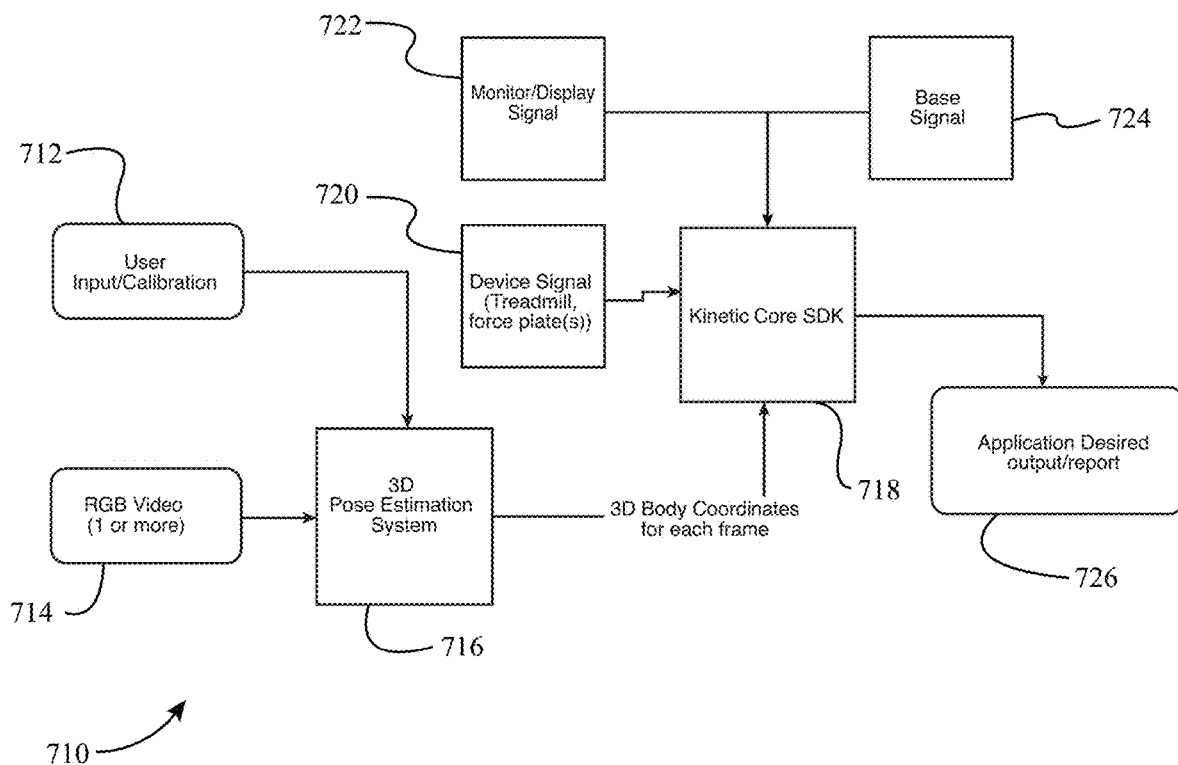 722
Monitor/Display
Signal
Base
Signal
724
712
User
Input/Calibration
720
Device Signal
(Treadmill,
force plate(s))
Kinetic Core SDK
718
Application Desired
output/report
726
RGB Video
(1 or more)
714
3D
Pose Estimation
System
716
3D Body Coordinates
for each frame
710